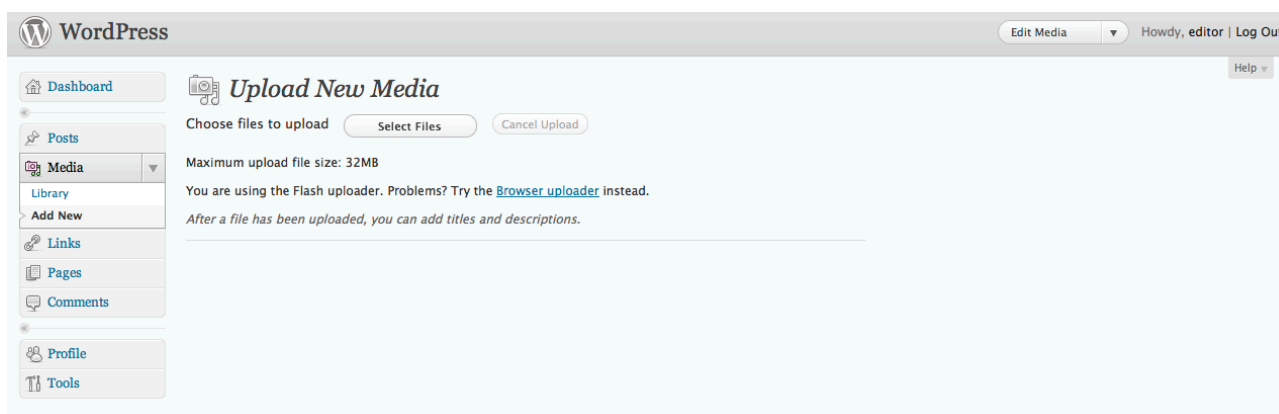 WordPress
Edit Media
Howdy, editor | Log Ou
Help
Dashboard
Posts
Media
Library
Add New
Links
Pages
Comments
Profile
Tools
Upload New Media
Choose files to upload Select Files Cancel Upload
Maximum upload file size: 32MB
You are using the Flash uploader. Problems? Try the Browser uploader instead.
After a file has been uploaded, you can add titles and descriptions.